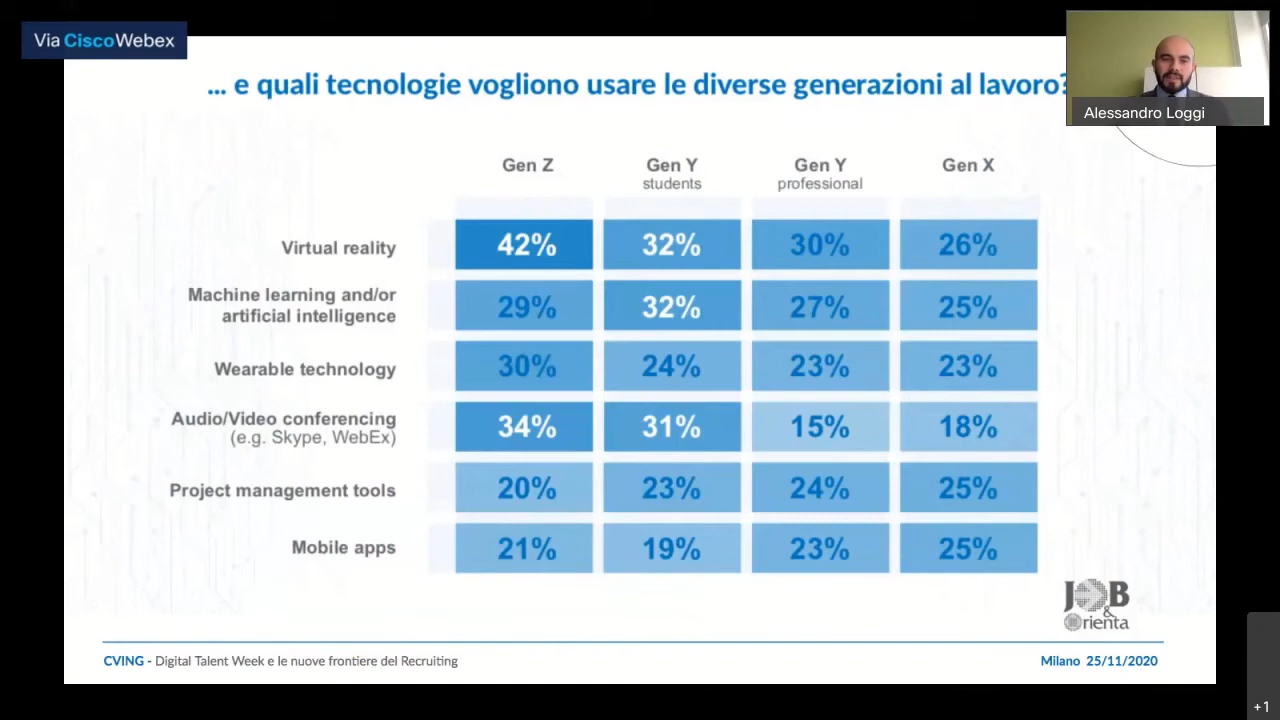 Via Cisco Webex
… e quali tecnologie vogliono usare le diverse generazioni al lavoro?
Alessandro Loggi
Gen Z Gen Y Gen Y Gen X
students professional
Virtual reality 42% 32% 30% 26%
Machine learning and/or
artificial intelligence 29% 32% 27% 25%
Wearable technology 30% 24% 23% 23%
Audio/Video conferencing
(e.g. Skype, WebEx) 34% 31% 15% 18%
Project management tools 20% 23% 24% 25%
Mobile apps 21% 19% 23% 25%
JOB
&
Orienta
CVING - Digital Talent Week e le nuove frontiere del Recruiting
Milano 25/11/2020
+1